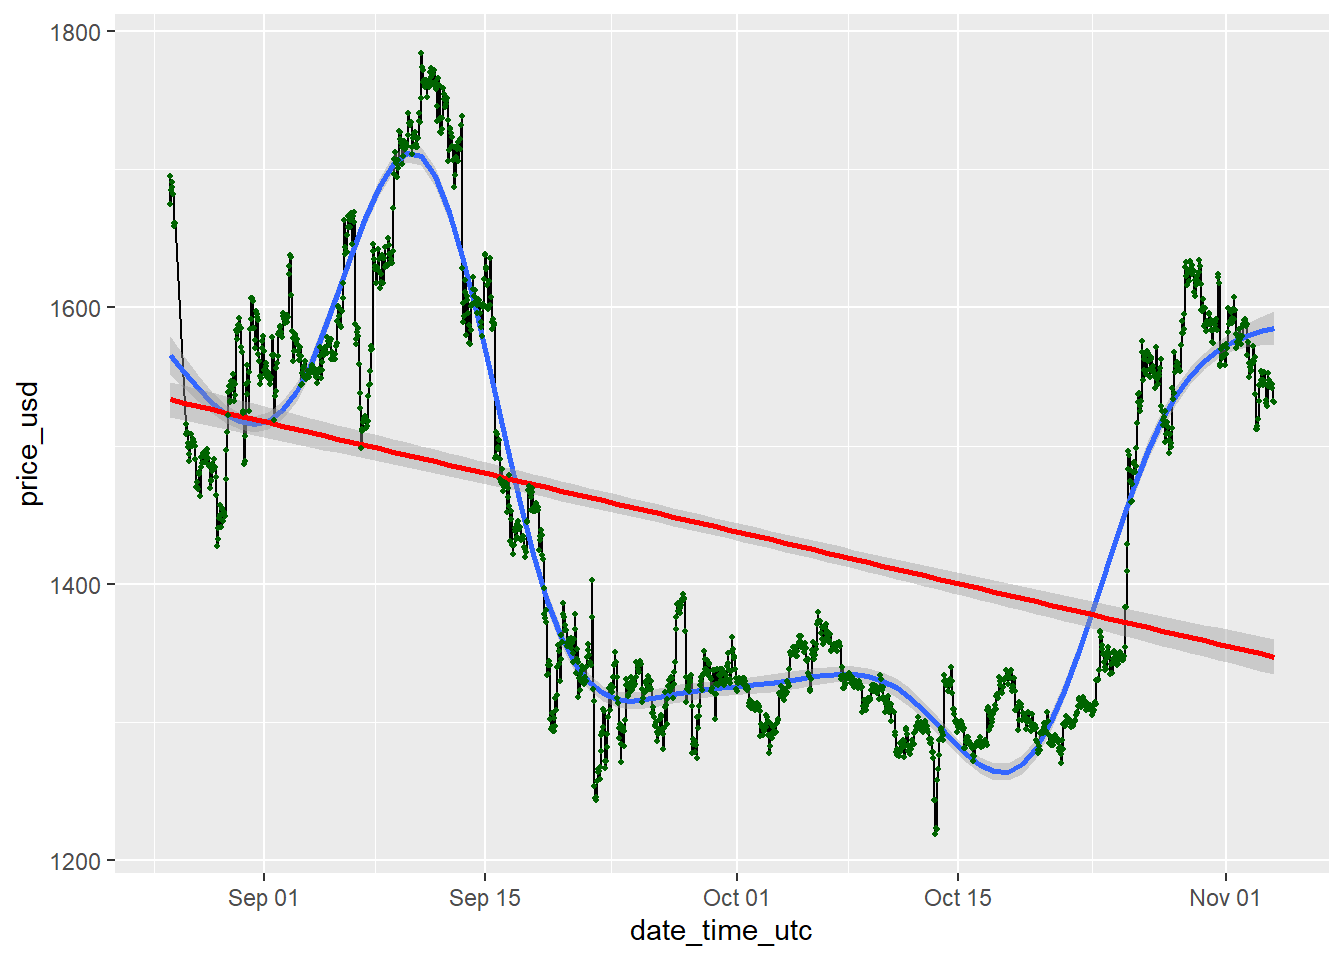 1800
1600
1400
1200
price_usd
Sep 01
Sep 15
Oct 01
Oct 15
Nov 01
date_time_utc